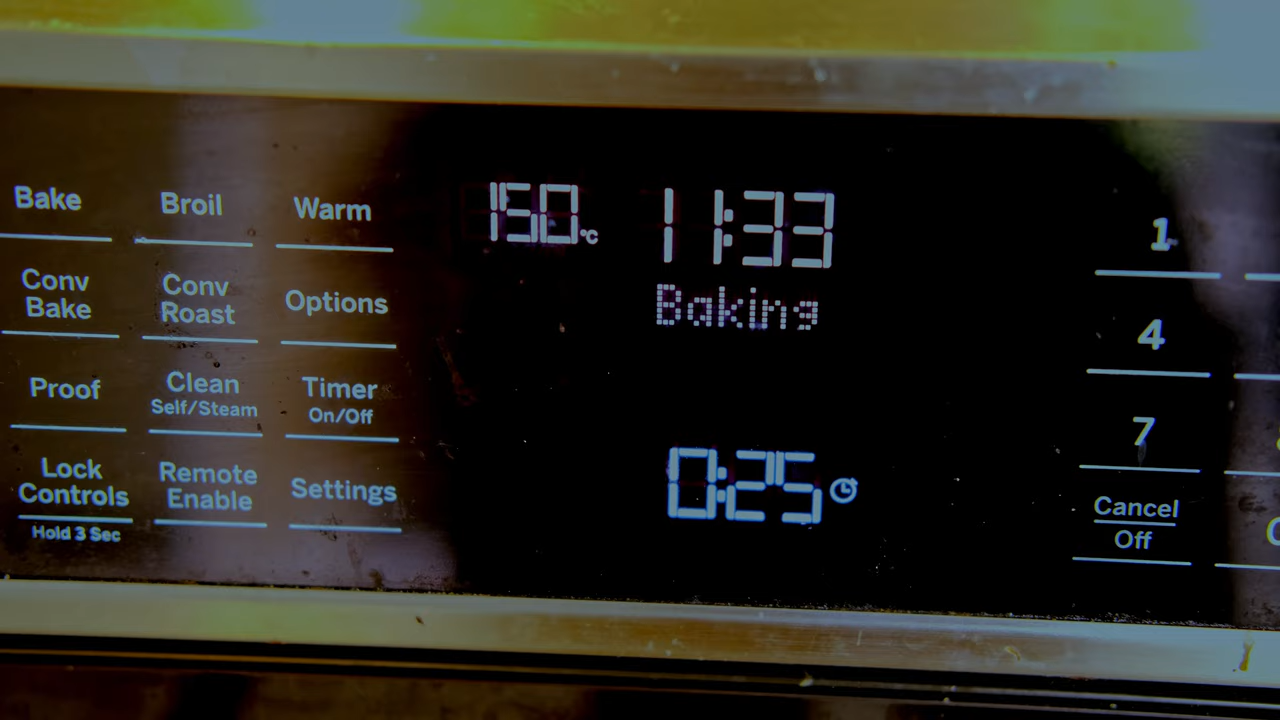 Bake
Broil
Warm
Conv
Bake
Conv
Roast
Options
Proof
Clean
Self/Steam
Timer
On/Off
Lock
Controls
Hold 3 Sec
Remote
Enable
Settings
150°C
11:33
Baking
0:25
1
4
7
Cancel
Off